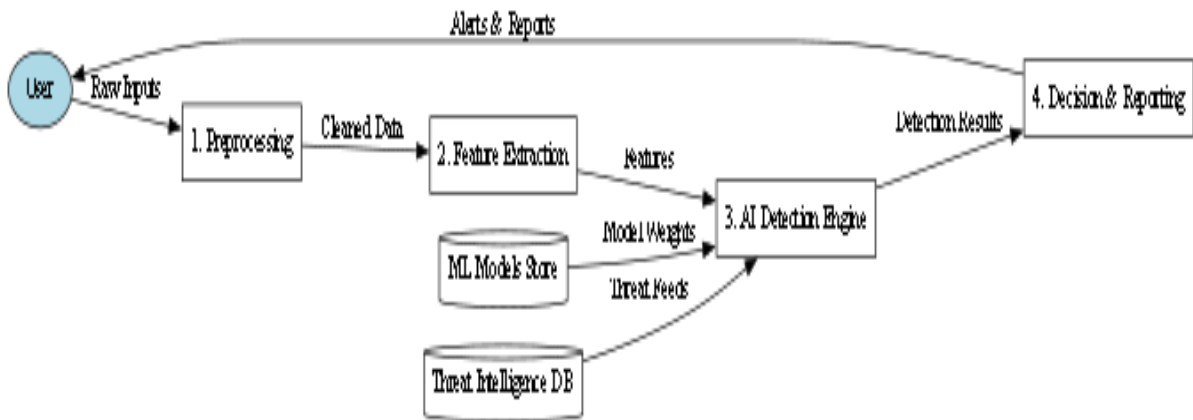 Alerts & Reports
User
Raw Inputs
1. Preprocessing
Cleaned Data
2. Feature Extraction
Features
ML Models Store
Model Weights
Threat Feeds
Threat Intelligence DB
3. AI Detection Engine
Detection Results
4. Decision & Reporting